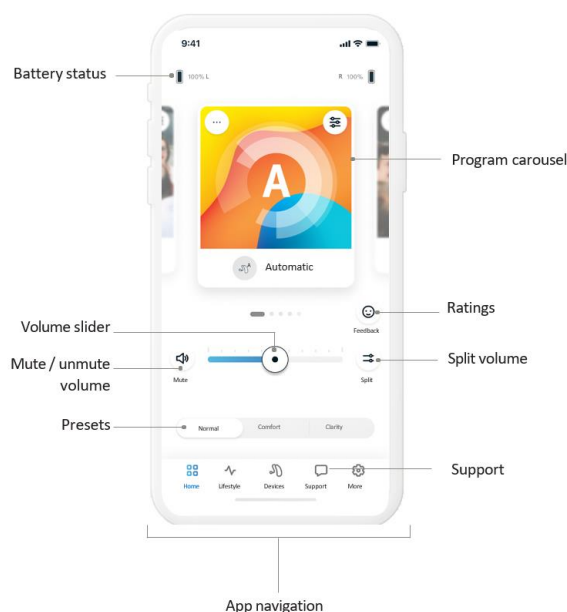 9:41
Battery status
100% L
R 100%
...
A
Program carousel
Automatic
Ratings
Feedback
Volume slider
Mute / unmute
volume
Mute
Split volume
Split
Presets
Normal
Comfort
Clarity
Support
Home
Lifestyle
Devices
Support
More
App navigation